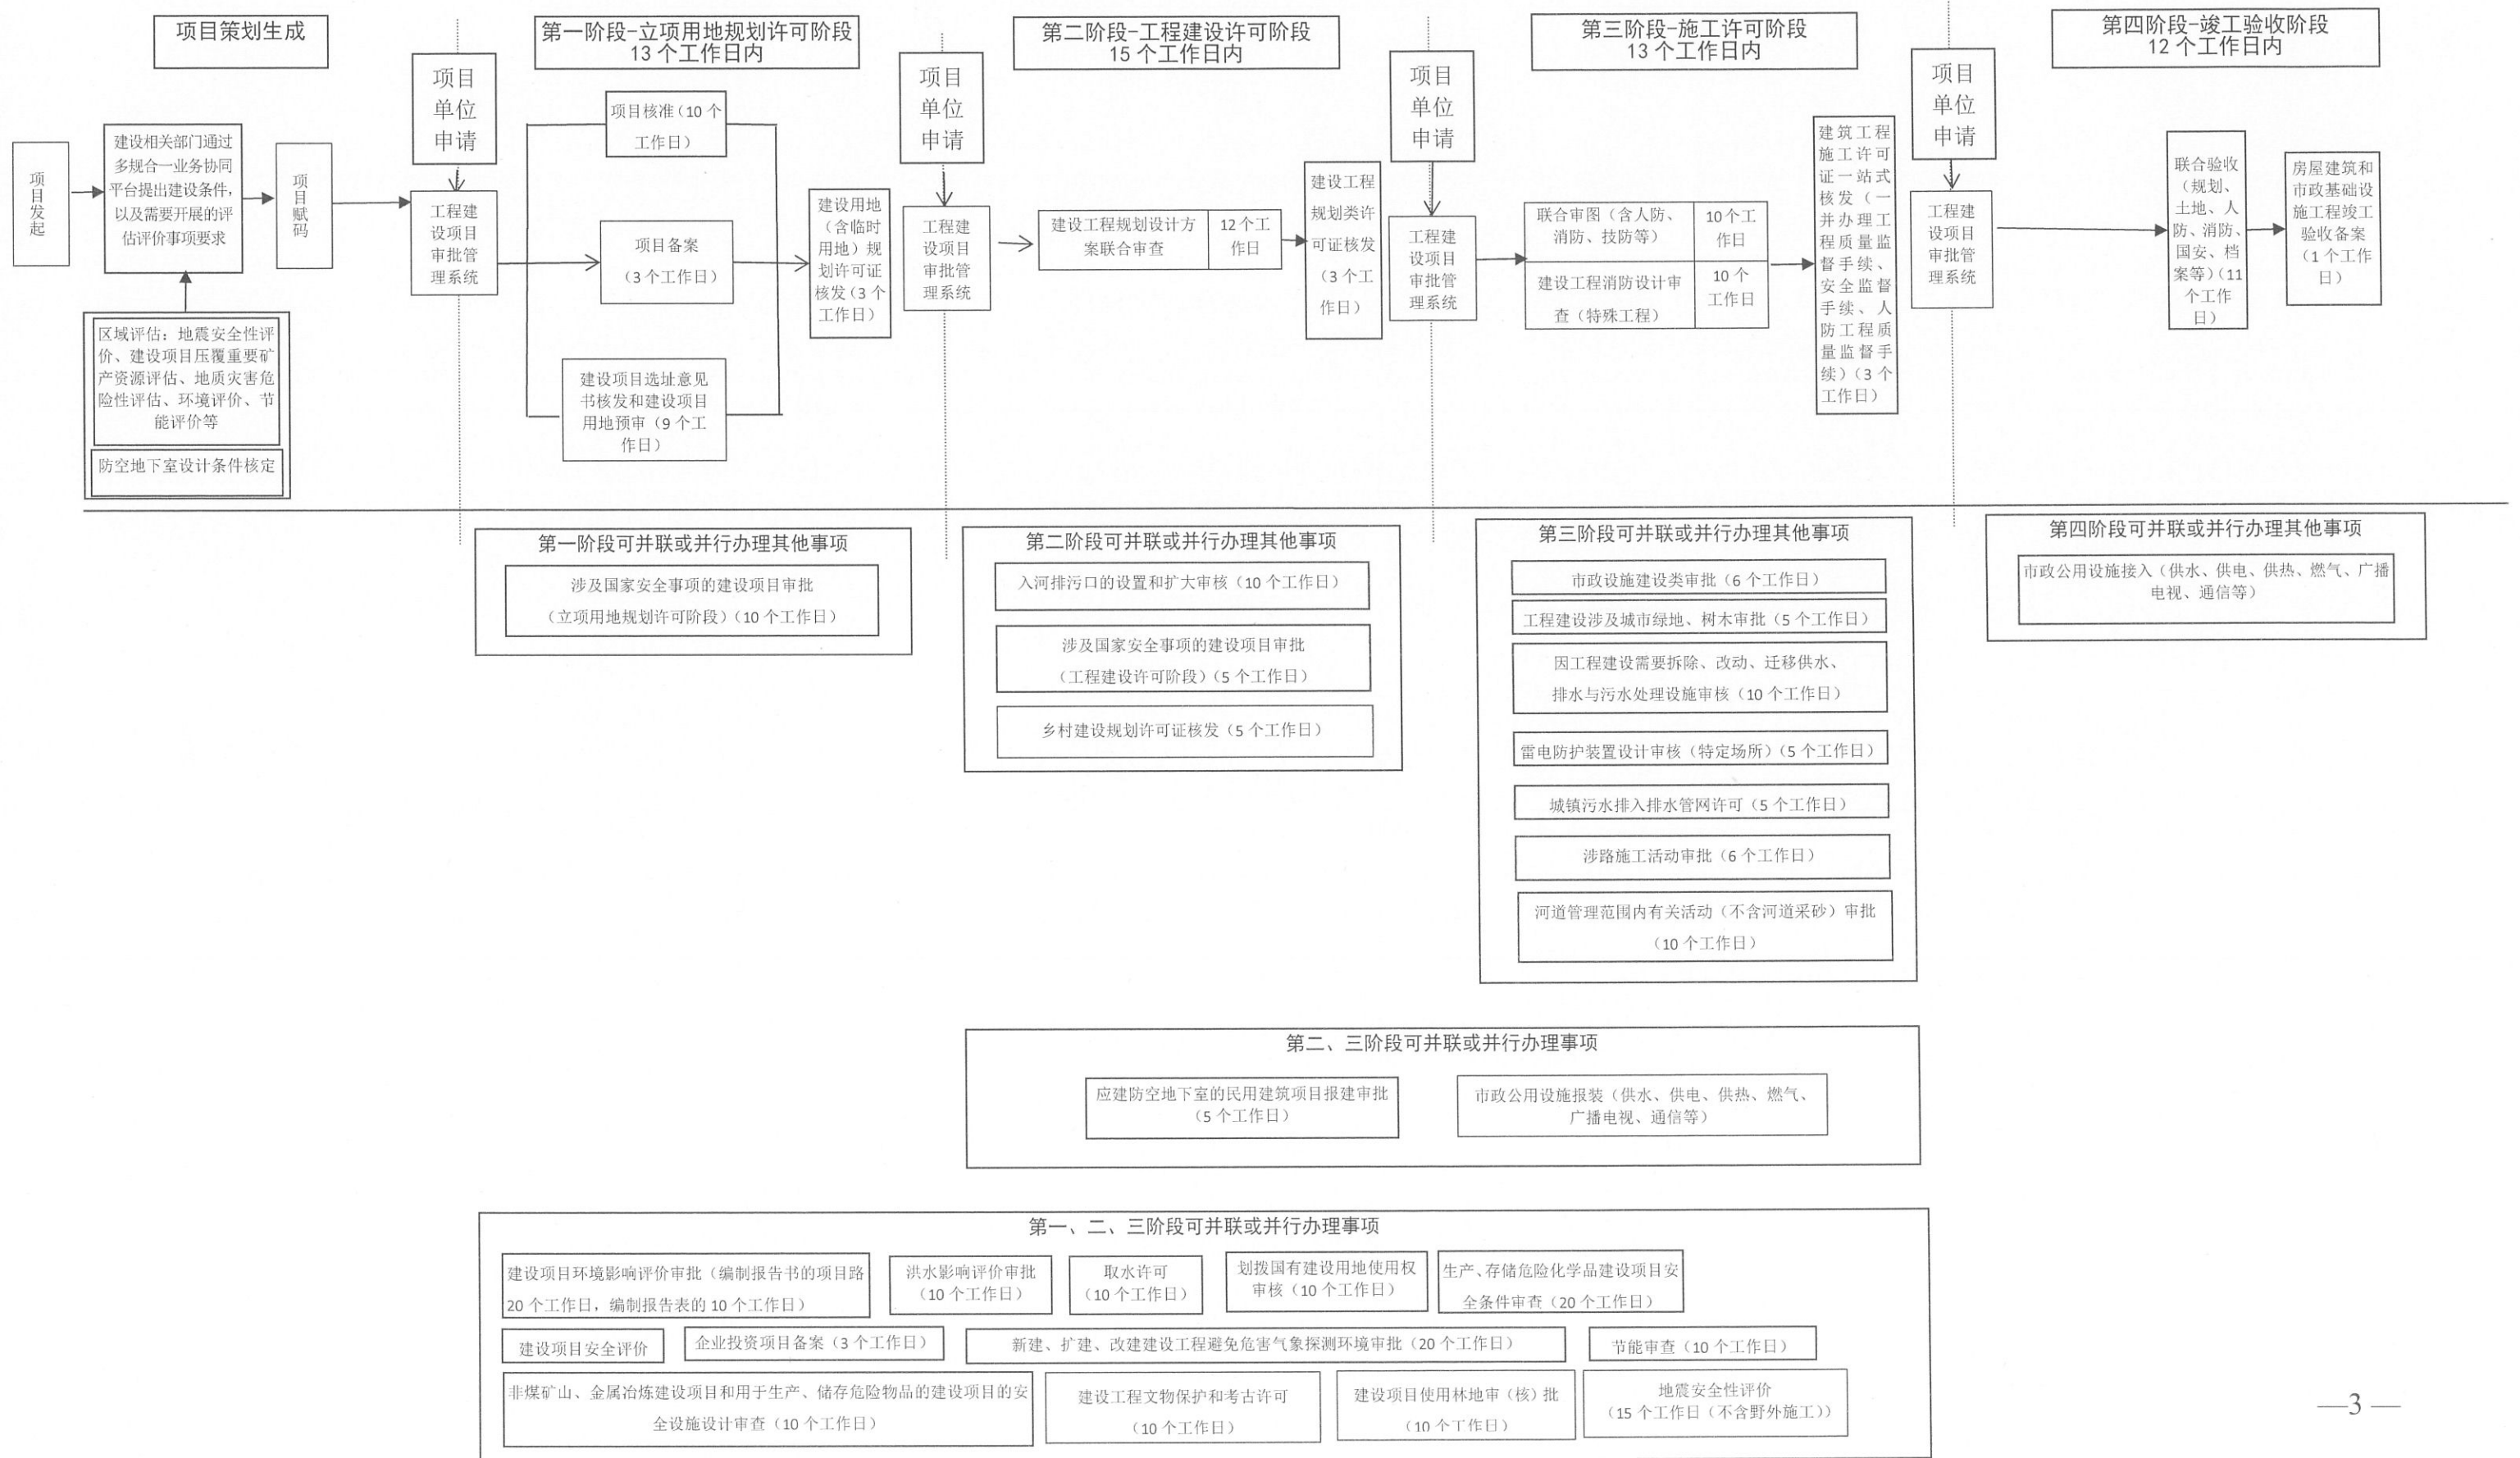 项目策划生成
第一阶段-立项用地规划许可阶段
13个工作日内
第二阶段-工程建设许可阶段
15个工作日内
第三阶段-施工许可阶段
13个工作日内
第四阶段-竣工验收阶段
12个工作日内
项目发起
建设相关部门通过
多规合一业务协同
平台提出建设条件，
以及需要开展的评
估评价事项要求
项目赋码
区域评估：地震安全性评
价、建设项目压覆重要矿
产资源评估、地质灾害危
险性评估、环境评价、节
能评价等
防空地下室设计条件核定
项目
单位
申请
工程建
设项目
审批管
理系统
项目核准（10个
工作日）
项目备案
（3个工作日）
建设项目选址意见
书核发和建设项目
用地预审（9个工
作日）
建设用地
（含临时
用地）规
划许可证
核发（3个
工作日）
项目
单位
申请
工程建
设项目
审批管
理系统
建设工程规划设计方
案联合审查
12个工
作日
建设工程
规划类许
可证核发
（3个工
作日）
项目
单位
申请
工程建
设项目
审批管
理系统
联合审图（含人防、
消防、技防等）
10个工
作日
建设工程消防设计审
查（特殊工程）
10个
工作日
建筑工程
施工许可
证一站式
核发（一
并办理工
程质量监
督手续、
安全监督
手续、人
防工程质
量监督手
续）（3个
工作日）
项目
单位
申请
工程建
设项目
审批管
理系统
联合验收
（规划、
土地、人
防、消防、
国安、档
案等）（11
个工作
日）
房屋建筑和
市政基础设
施工程竣工
验收备案
（1个工作
日）
第一阶段可并联或并行办理其他事项
涉及国家安全事项的建设项目审批
（立项用地规划许可阶段）（10个工作日）
第二阶段可并联或并行办理其他事项
入河排污口的设置和扩大审核（10个工作日）
涉及国家安全事项的建设项目审批
（工程建设许可阶段）（5个工作日）
乡村建设规划许可证核发（5个工作日）
第三阶段可并联或并行办理其他事项
市政设施建设类审批（6个工作日）
工程建设涉及城市绿地、树木审批（5个工作日）
因工程建设需要拆除、改动、迁移供水、
排水与污水处理设施审核（10个工作日）
雷电防护装置设计审核（特定场所）（5个工作日）
城镇污水排入排水管网许可（5个工作日）
涉路施工活动审批（6个工作日）
河道管理范围内有关活动（不含河道采砂）审批
（10个工作日）
第四阶段可并联或并行办理其他事项
市政公用设施接入（供水、供电、供热、燃气、广播
电视、通信等）
第二、三阶段可并联或并行办理事项
应建防空地下室的民用建筑项目报建审批
（5个工作日）
市政公用设施报装（供水、供电、供热、燃气、
广播电视、通信等）
第一、二、三阶段可并联或并行办理事项
建设项目环境影响评价审批（编制报告书的项目路
20个工作日，编制报告表的10个工作日）
洪水影响评价审批
（10个工作日）
取水许可
（10个工作日）
划拨国有建设用地使用权
审核（10个工作日）
生产、存储危险化学品建设项目安
全条件审查（20个工作日）
建设项目安全评价
企业投资项目备案（3个工作日）
新建、扩建、改建建设工程避免危害气象探测环境审批（20个工作日）
节能审查（10个工作日）
非煤矿山、金属冶炼建设项目和用于生产、储存危险物品的建设项目的安
全设施设计审查（10个工作日）
建设工程文物保护和考古许可
（10个工作日）
建设项目使用林地审（核）批
（10个工作日）
地震安全性评价
（15个工作日（不含野外施工））
—3—